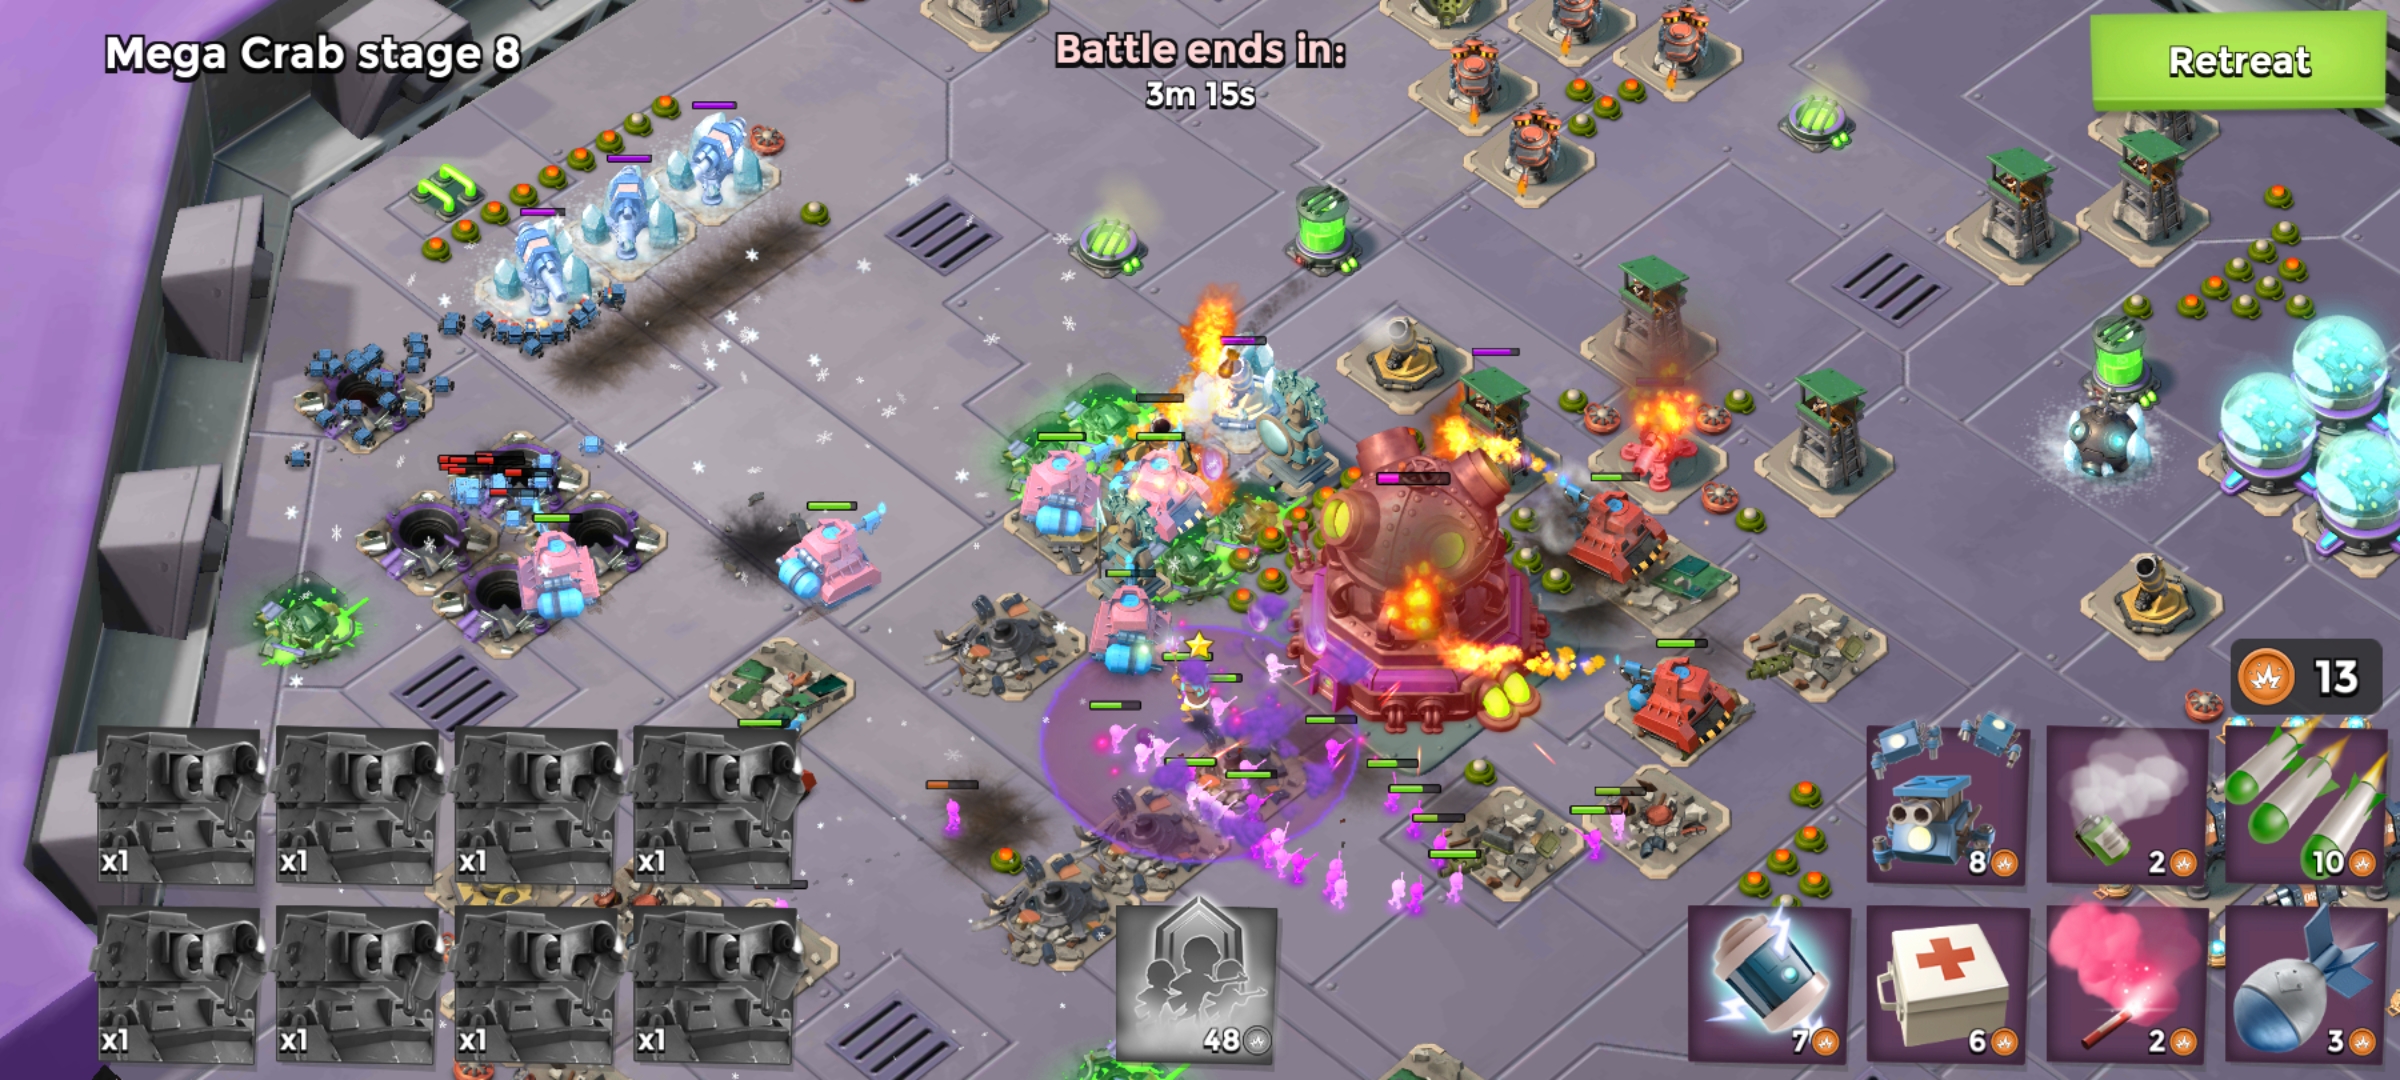 Mega Crab stage 8
Battle ends in:
3m 15s
Retreat
13
x1
x1
x1
x1
8
2
10
x1
x1
x1
x1
48
7
6
2
3